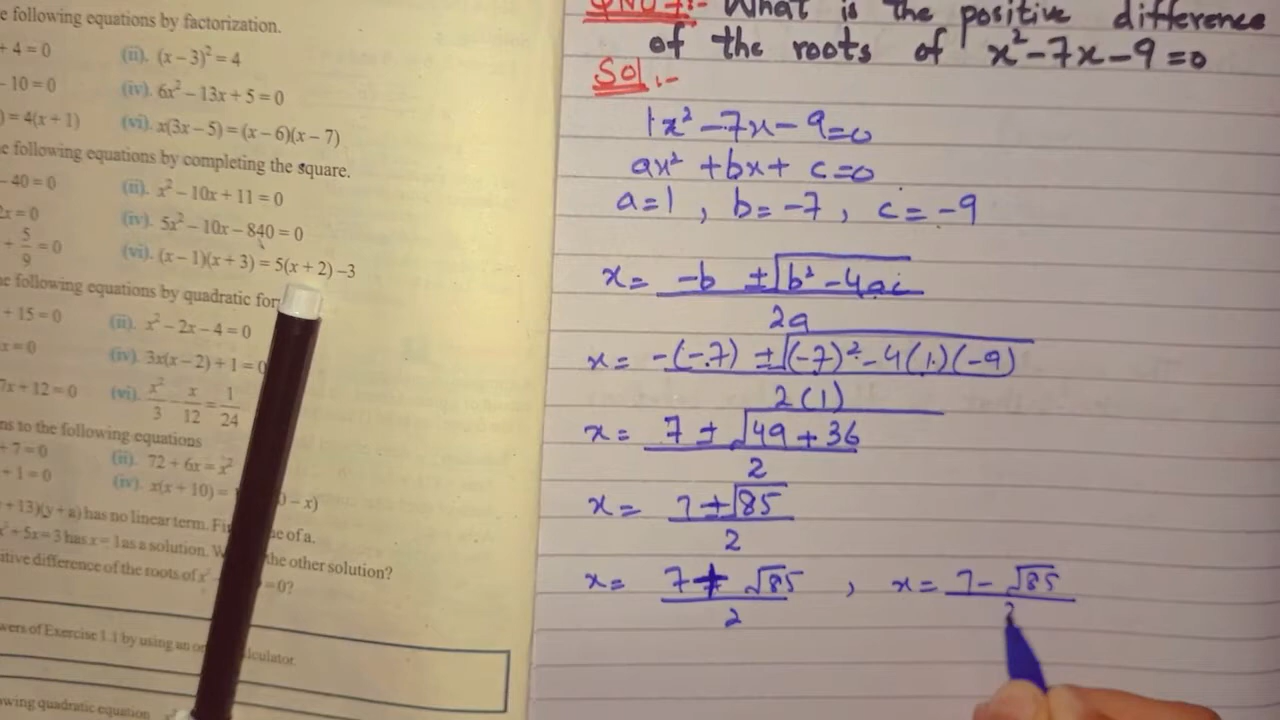 e following equations by factorization.
+ 4 = 0 (ii). (x − 3)² = 4
− 10 = 0 (iv). 6x² − 13x + 5 = 0
) = 4(x + 1) (vi). x(3x − 5) = (x − 6)(x − 7)
e following equations by completing the square.
− 40 = 0 (ii). x² − 10x + 11 = 0
2x = 0 (iv). 5x² − 10x − 840 = 0
+ 5/9 = 0 (vi). (x − 1)(x + 3) = 5(x + 2) −3
e following equations by quadratic for
+ 15 = 0 (ii). x² − 2x − 4 = 0
x = 0 (iv). 3x(x − 2) + 1 = 0
7x + 12 = 0 (vi). x²/3 − x/12 = 1/24
ns to the following equations
+ 7 = 0 (ii). 72 + 6x = x²
+ 1 = 0 (iv). x(x + 10) = 0 − x)
+ 13)(y + a) has no linear term. Fi e of a.
x² + 5x = 3 has x = 1 as a solution. W the other solution?
itive difference of the roots of x² = 0?
wers of Exercise 1.1 by using an on lculator.
owing quadratic equation
QNO 7:- What is the positive difference
of the roots of x²−7x−9=0
Sol:-
1x²−7x−9=0
ax²+bx+c=0
a=1, b=−7, c=−9
x= −b ±√b²−4ac
2a
x= −(−7) ±√(−7)²−4(1)(−9)
2(1)
x= 7 ± √49+36
2
x= 7±√85
2
x= 7+√85 , x= 7−√85
2 2